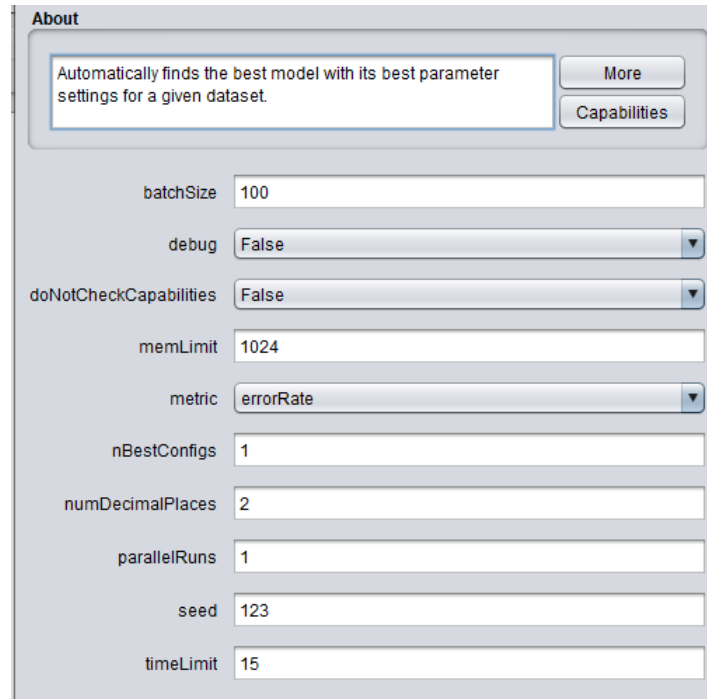 About
Automatically finds the best model with its best parameter
settings for a given dataset.
More
Capabilities
batchSize 100
debug False
doNotCheckCapabilities False
memLimit 1024
metric errorRate
nBestConfigs 1
numDecimalPlaces 2
parallelRuns 1
seed 123
timeLimit 15